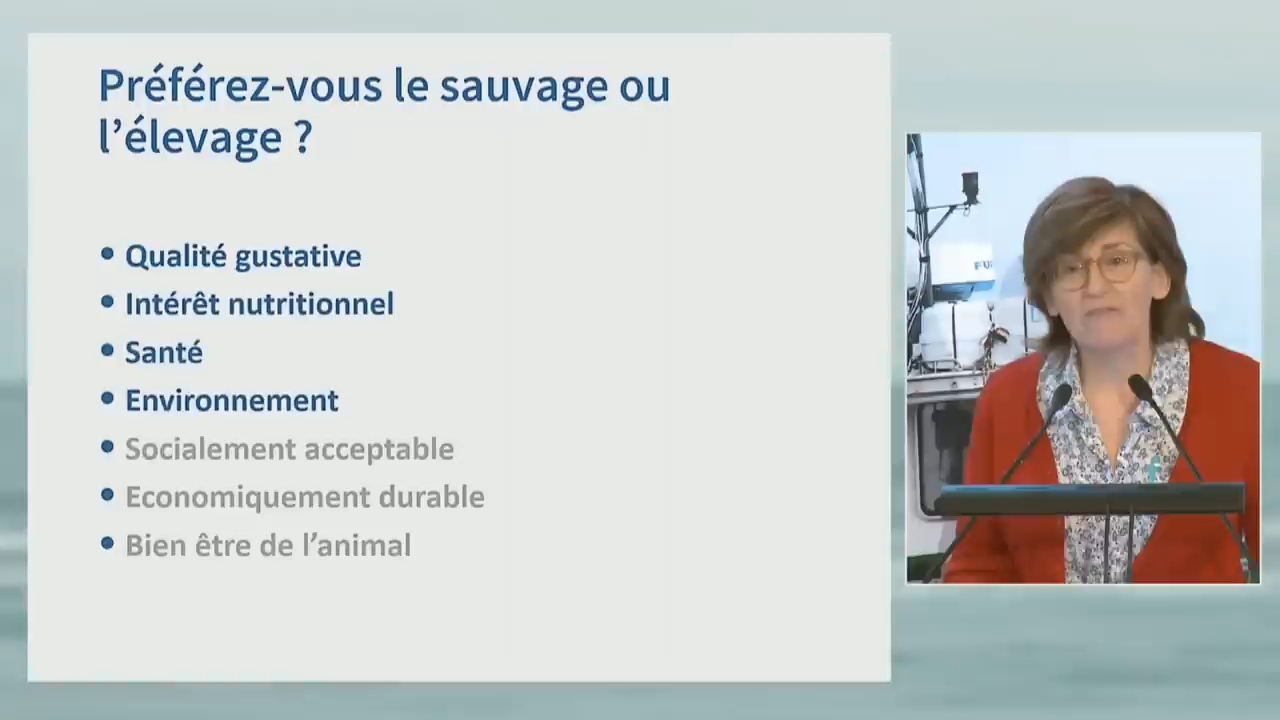 Préférez-vous le sauvage ou
l’élevage ?
• Qualité gustative
• Intérêt nutritionnel
• Santé
• Environnement
• Socialement acceptable
• Economiquement durable
• Bien être de l’animal